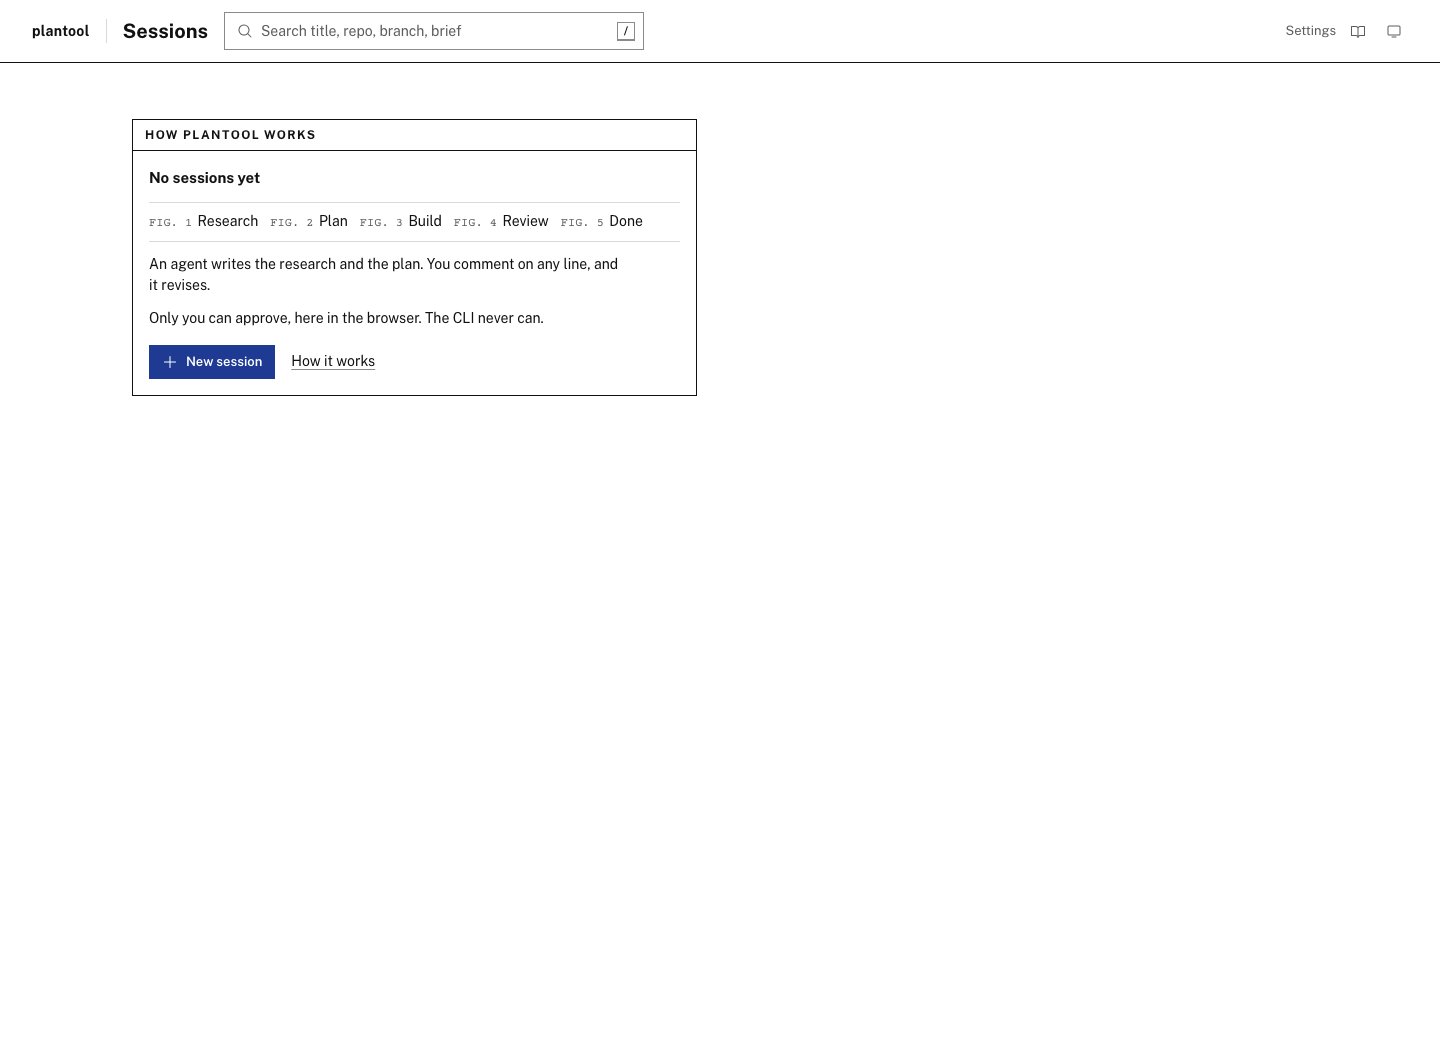 plantool
Sessions
Search title, repo, branch, brief
/
Settings
HOW PLANTOOL WORKS
No sessions yet
FIG. 1 Research FIG. 2 Plan FIG. 3 Build FIG. 4 Review FIG. 5 Done
An agent writes the research and the plan. You comment on any line, and
it revises.
Only you can approve, here in the browser. The CLI never can.
New session
How it works